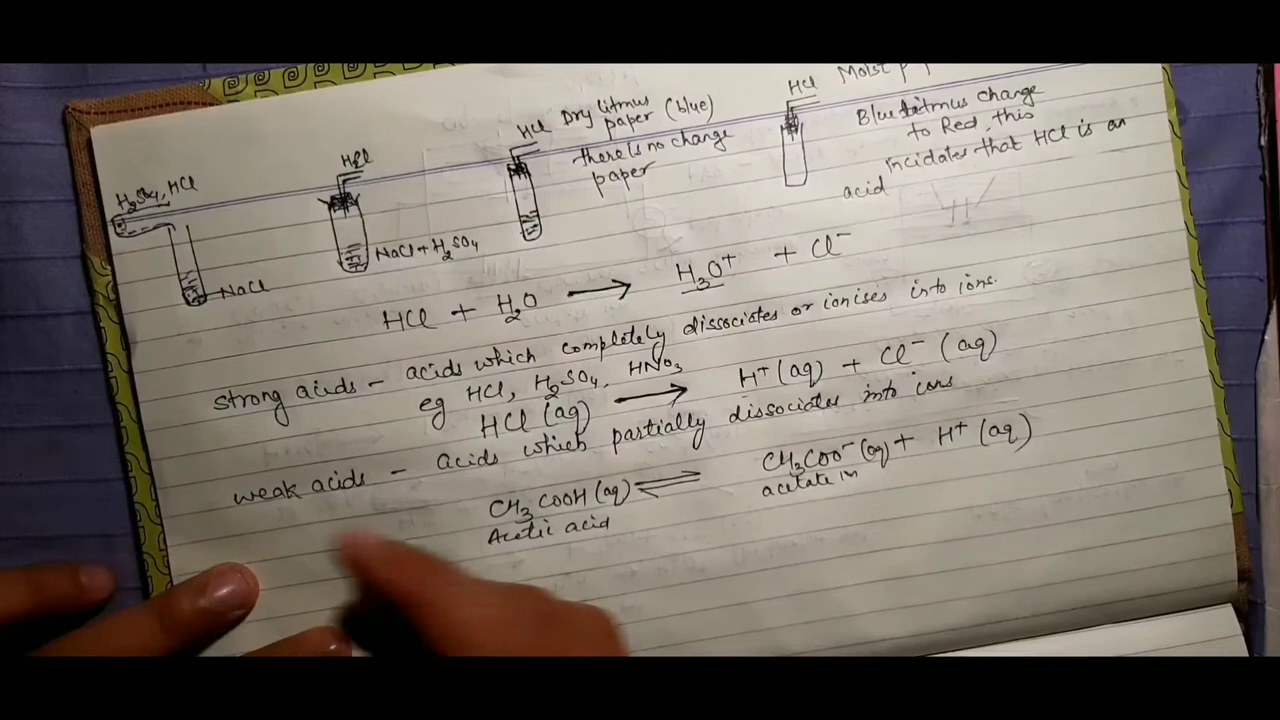 HCl Moist
HCl Dry litmus paper (blue)
there is no change paper
Blue litmus change
to Red, this
incidates that HCl is an
acid
H₂SO₄, HCl
HCl
NaCl
NaCl + H₂SO₄
HCl + H₂O ⟶ H₃O⁺ + Cl⁻
strong acids - acids which completely dissociates or ionises into ions.
eg HCl, H₂SO₄, HNO₃
HCl (aq) ⟶ H⁺ (aq) + Cl⁻ (aq)
weak acids - acids which partially dissociates into ions
CH₃COOH (aq) ⇌ CH₃COO⁻ (aq) + H⁺ (aq)
Acetic acid acetate